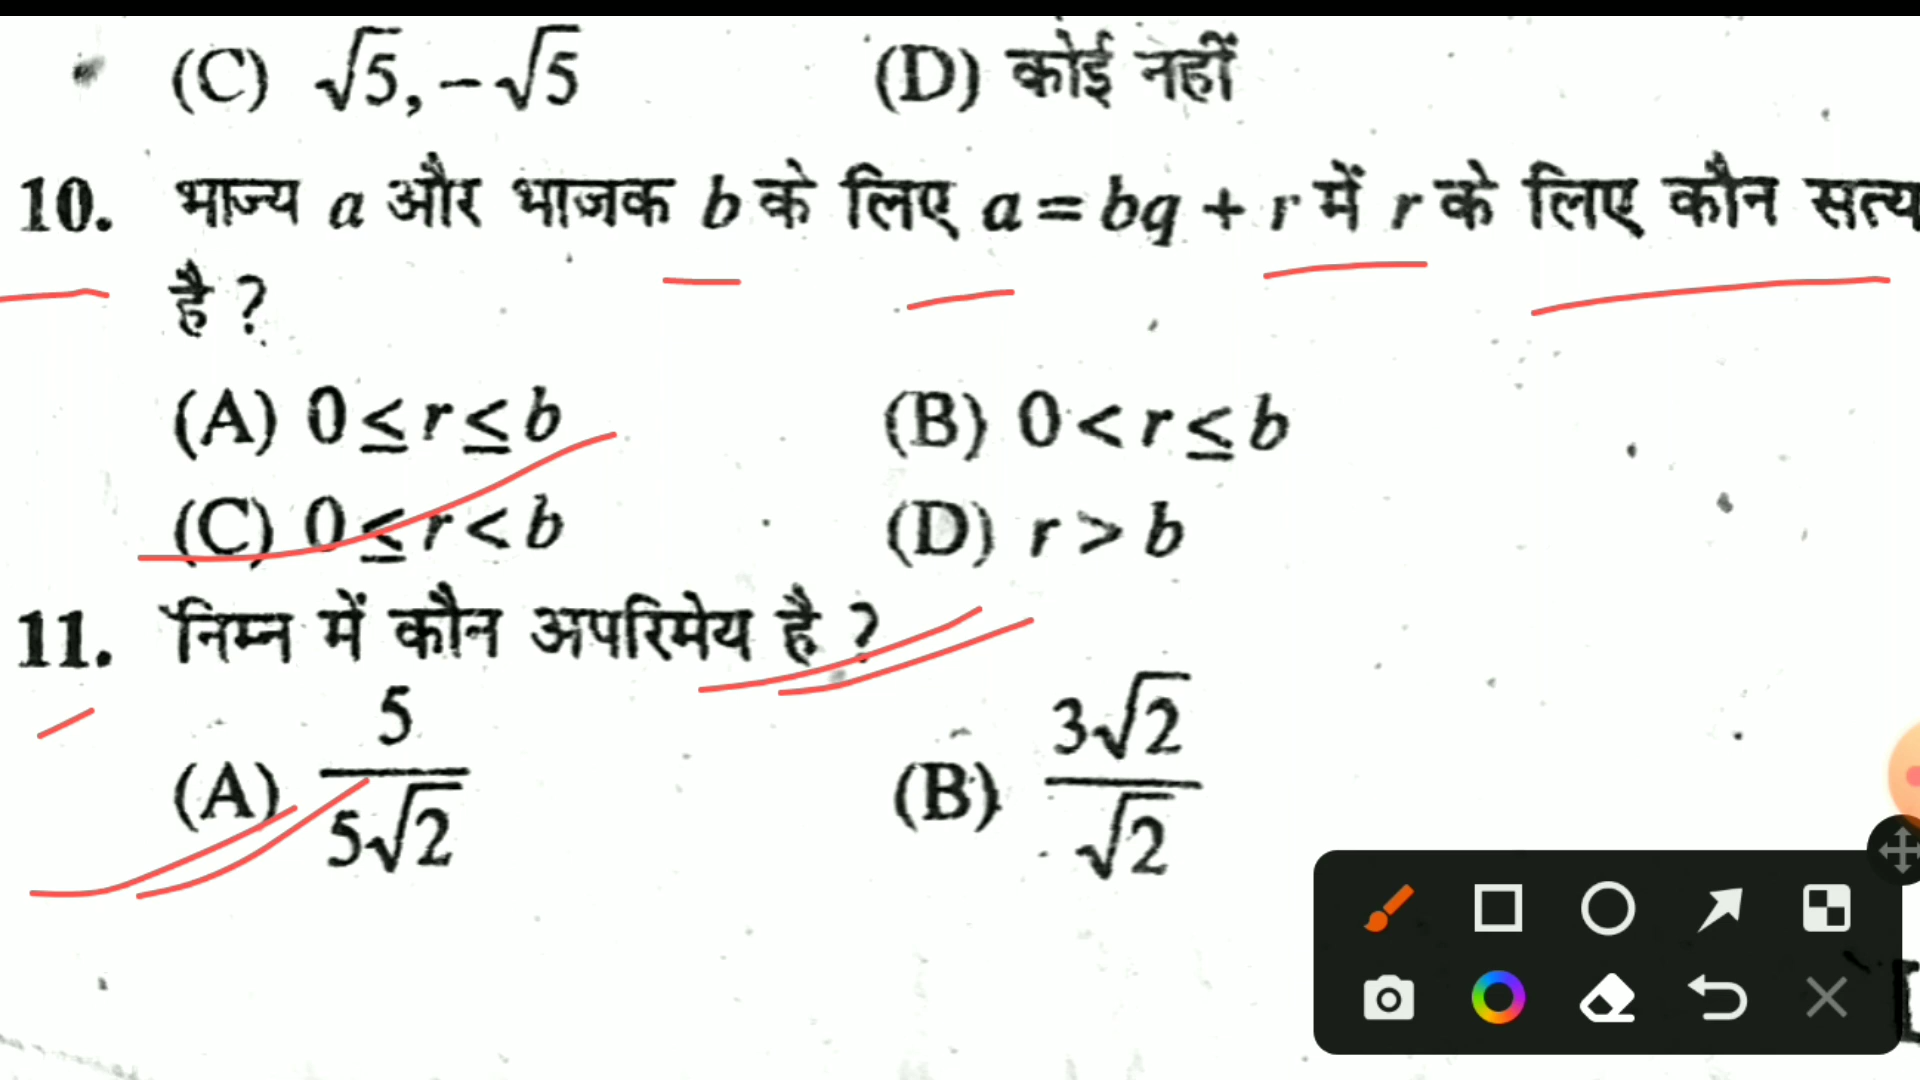 (C) √5, −√5 (D) कोई नहीं
10. भाज्य a और भाजक b के लिए a = bq + r में r के लिए कौन सत्य
है ?
(A) 0 ≤ r ≤ b (B) 0 < r ≤ b
(C) 0 ≤ r < b (D) r > b
11. निम्न में कौन अपरिमेय है ?
(A) 5/5√2 (B) 3√2/√2